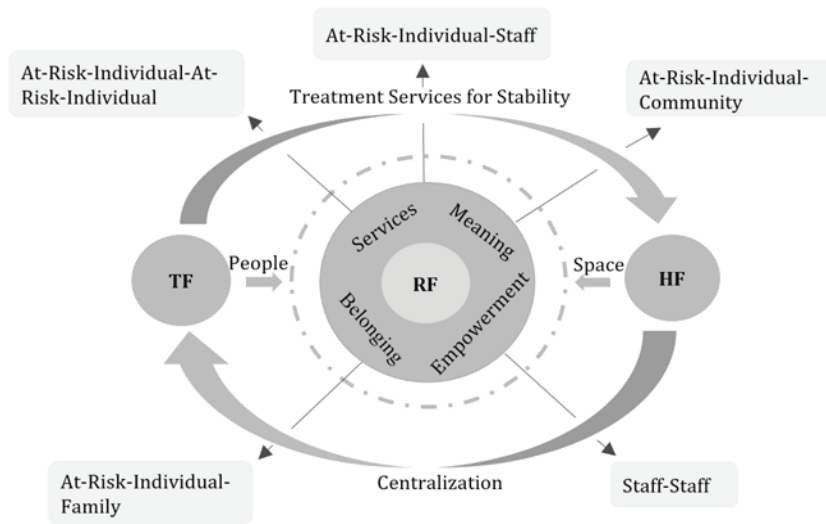 At-Risk-Individual-Staff
At-Risk-Individual-At-
Risk-Individual
At-Risk-Individual-
Community
Treatment Services for Stability
Services
Meaning
People
Space
TF
RF
HF
Belonging
Empowerment
At-Risk-Individual-
Family
Centralization
Staff-Staff